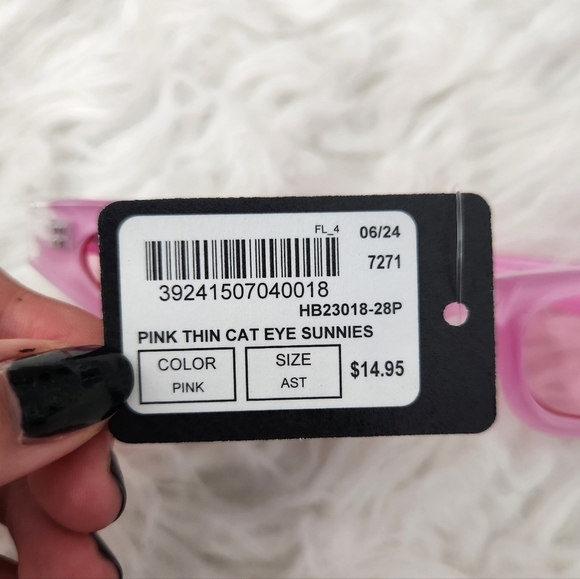 FL_4
06/24
7271
39241507040018
HB23018-28P
PINK THIN CAT EYE SUNNIES
COLOR
PINK
SIZE
AST
$14.95